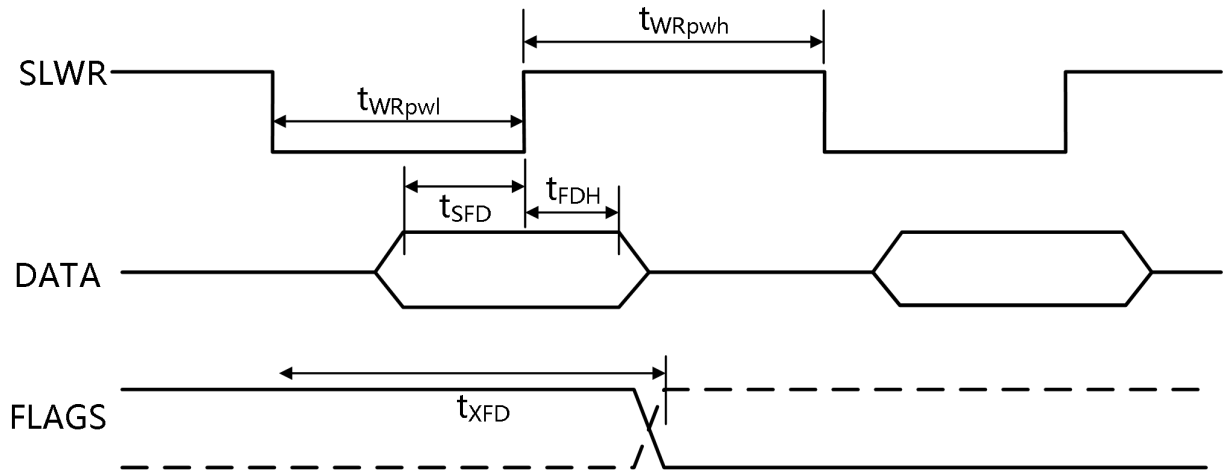 tWRpwh
SLWR
tWRpwl
tSFD
tFDH
DATA
tXFD
FLAGS